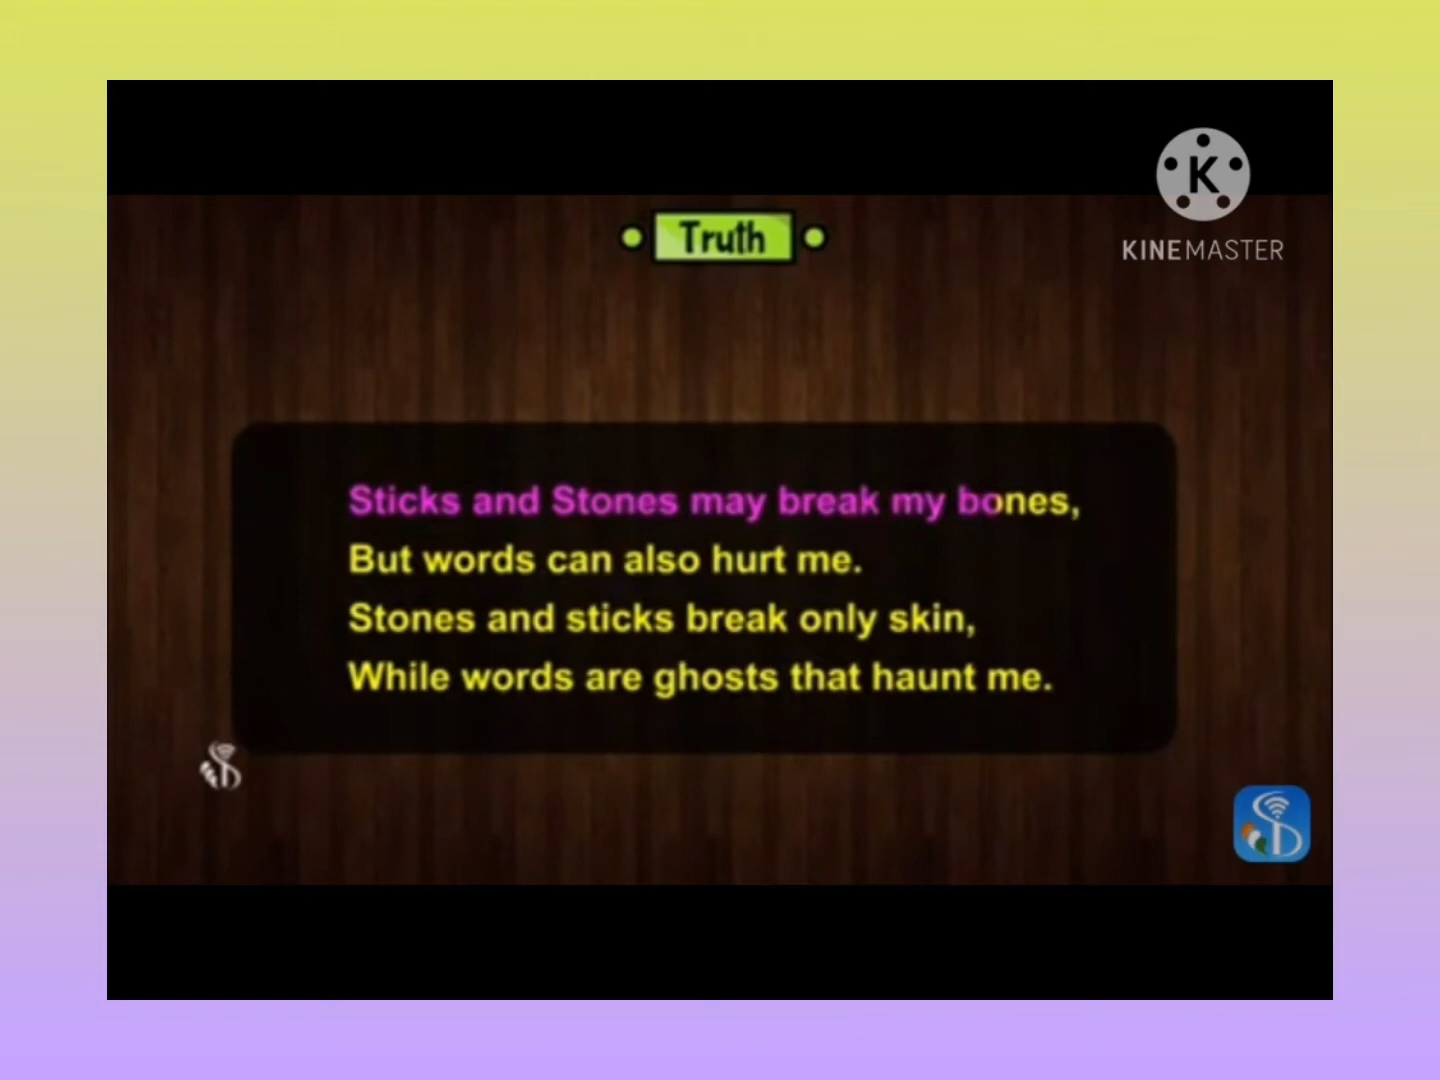 K
KINEMASTER
Truth
Sticks and Stones may break my bones,
But words can also hurt me.
Stones and sticks break only skin,
While words are ghosts that haunt me.